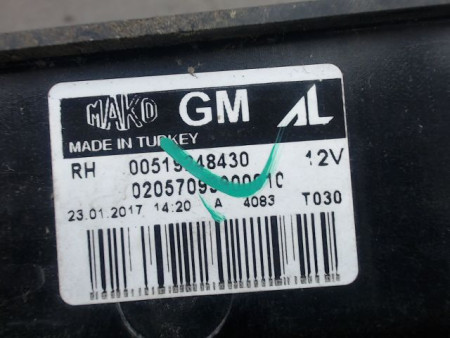 MAKO GM AL
MADE IN TURKEY
RH 12V
23.01.2017 14:20 A 4083 T030